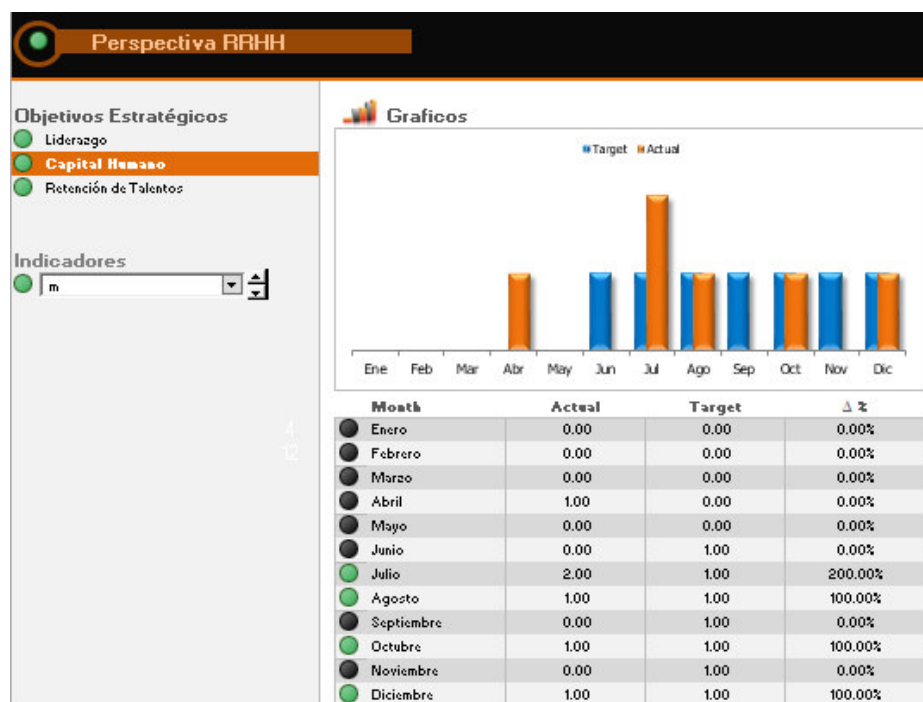 Perspectiva RRHH
Objetivos Estratégicos
Liderazgo
Capital Humano
Retención de Talentos
Indicadores
m
4
12
Graficos
Target Actual
Ene Feb Mar Abr May Jun Jul Ago Sep Oct Nov Dic
Month Actual Target Δ %
Enero 0.00 0.00 0.00%
Febrero 0.00 0.00 0.00%
Marzo 0.00 0.00 0.00%
Abril 1.00 0.00 0.00%
Mayo 0.00 0.00 0.00%
Junio 0.00 1.00 0.00%
Julio 2.00 1.00 200.00%
Agosto 1.00 1.00 100.00%
Septiembre 0.00 1.00 0.00%
Octubre 1.00 1.00 100.00%
Noviembre 0.00 1.00 0.00%
Diciembre 1.00 1.00 100.00%